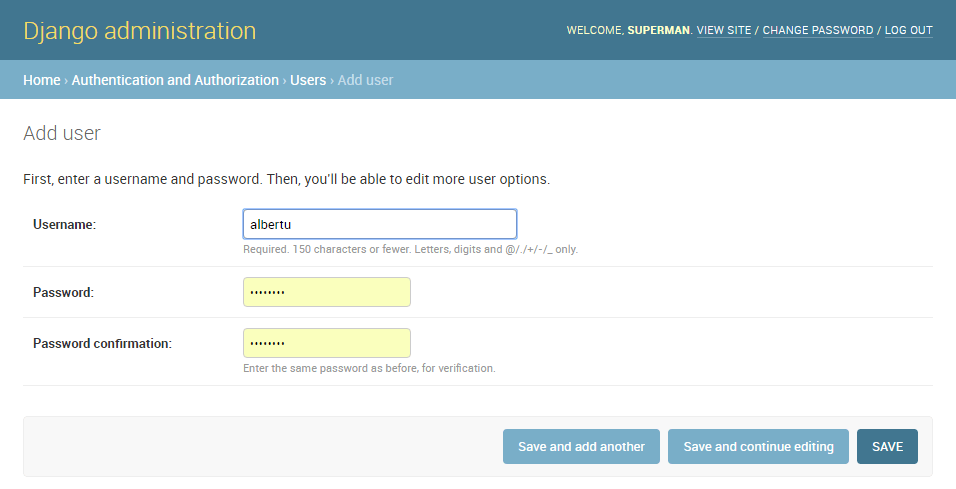 Django administration
WELCOME, SUPERMAN. VIEW SITE / CHANGE PASSWORD / LOG OUT
Home › Authentication and Authorization › Users › Add user
Add user
First, enter a username and password. Then, you'll be able to edit more user options.
Username: albertu
Required. 150 characters or fewer. Letters, digits and @/./+/-/_ only.
Password: ••••••••
Password confirmation: ••••••••
Enter the same password as before, for verification.
Save and add another Save and continue editing SAVE